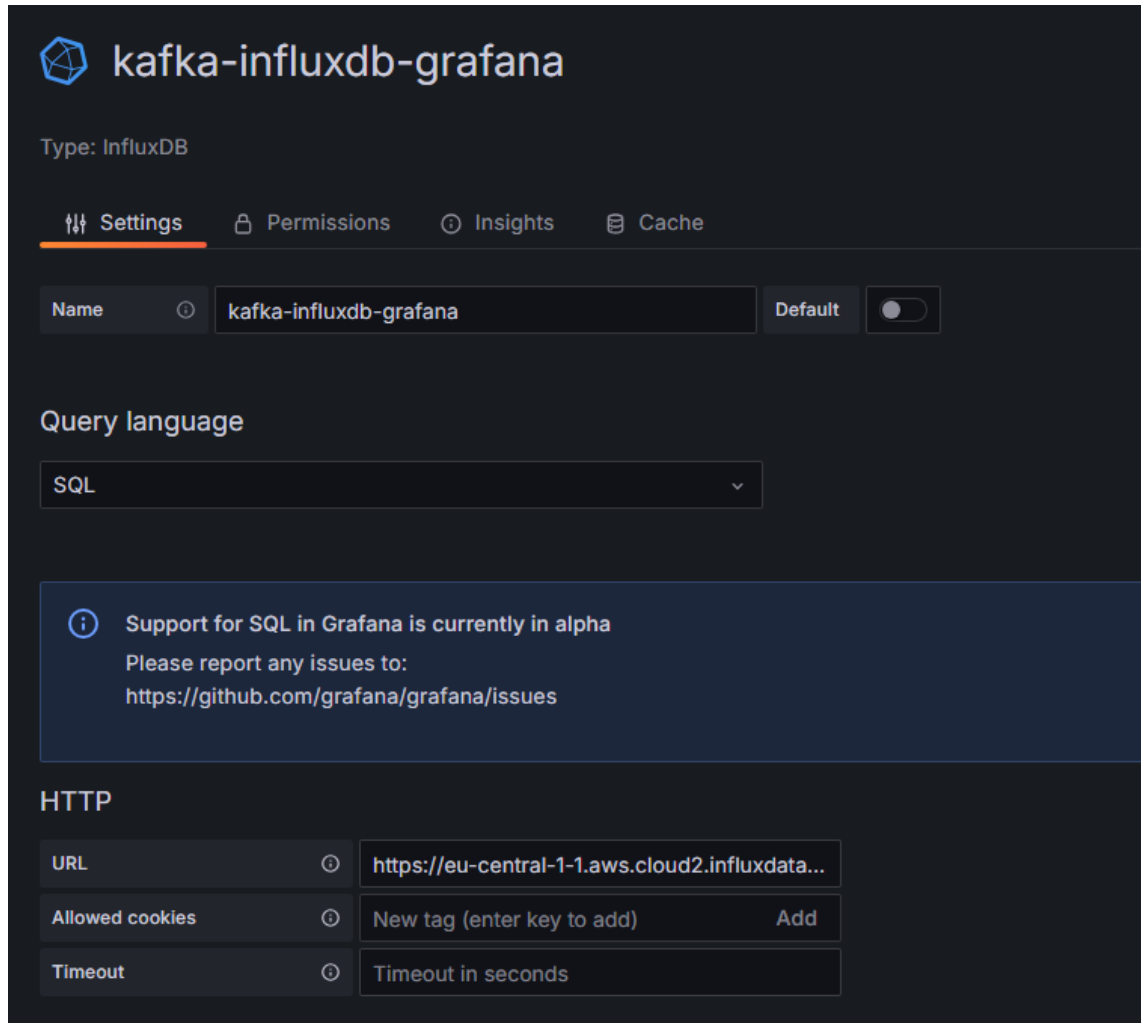 kafka-influxdb-grafana
Type: InfluxDB
Settings Permissions Insights Cache
Name kafka-influxdb-grafana Default
Query language
SQL
Support for SQL in Grafana is currently in alpha
Please report any issues to:
https://github.com/grafana/grafana/issues
HTTP
URL https://eu-central-1-1.aws.cloud2.influxdata...
Allowed cookies New tag (enter key to add) Add
Timeout Timeout in seconds